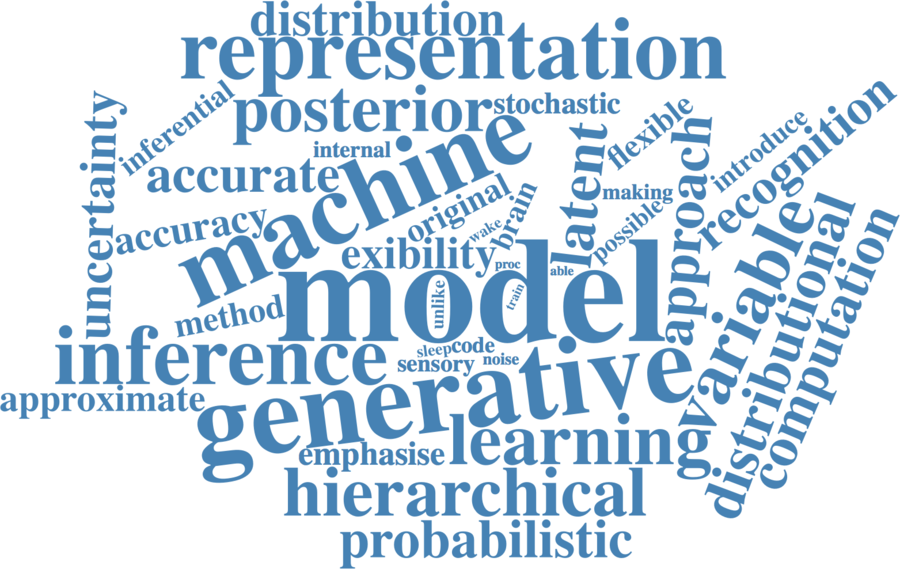 distribution
representation
posterior
stochastic
inferential
uncertainty
internal
accurate
machine
accuracy
original
brain
wake
latent
flexible
making
possible
approach
introduce
recognition
exibility
proc
able
model
unlike
train
method
inference
sleep
code
sensory
noise
approximate
generative
variable
distributional
computation
learning
emphasise
hierarchical
probabilistic